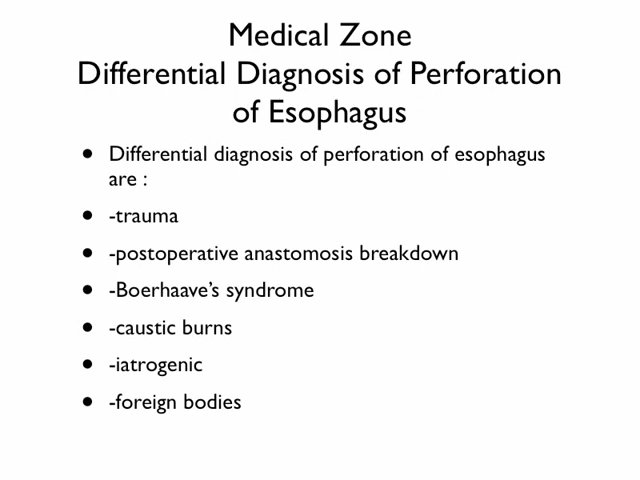 Medical Zone
Differential Diagnosis of Perforation
of Esophagus
• Differential diagnosis of perforation of esophagus
are :
• -trauma
• -postoperative anastomosis breakdown
• -Boerhaave’s syndrome
• -caustic burns
• -iatrogenic
• -foreign bodies